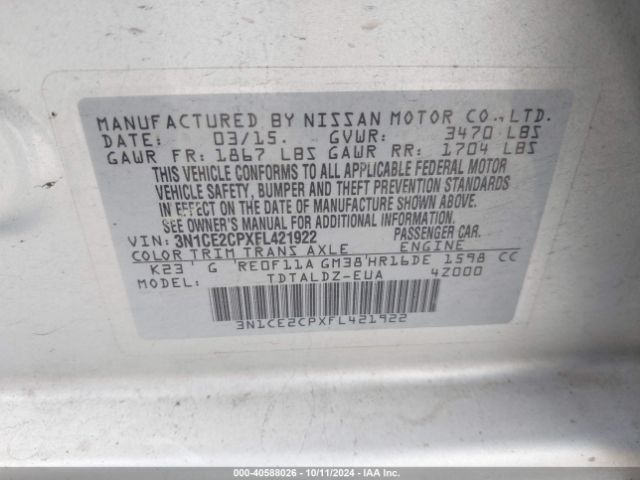 MANUFACTURED BY NISSAN MOTOR CO., LTD.
DATE: 03/15. GVWR: 3470 LBS
GAWR FR: 1867 LBS GAWR RR: 1704 LBS
THIS VEHICLE CONFORMS TO ALL APPLICABLE FEDERAL MOTOR
VEHICLE SAFETY, BUMPER AND THEFT PREVENTION STANDARDS
IN EFFECT ON THE DATE OF MANUFACTURE SHOWN ABOVE.
SEE OWNER'S MANUAL FOR ADDITIONAL INFORMATION.
VIN: 3N1CE2CPXFL421922 PASSENGER CAR.
COLOR TRIM TRANS AXLE ENGINE
K23' G 'RE0F11A GM38'HR16DE 1598 CC
MODEL: TDTALDZ-EUA 4Z000
3N1CE2CPXFL421922
000-40588026 - 10/11/2024 - IAAI.com